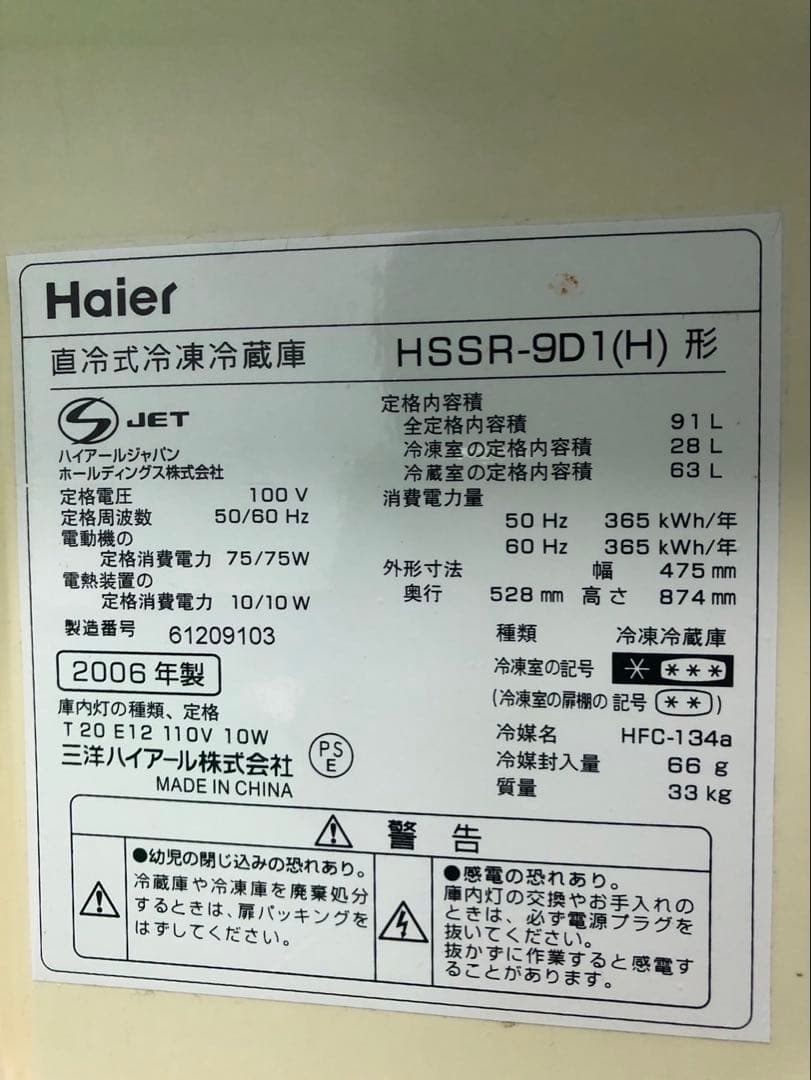 Haier
直冷式冷凍冷蔵庫 HSSR-9D1(H) 形
S JET
ハイアールジャパン
ホールディングス株式会社
定格電圧 100 V
定格周波数 50/60 Hz
電動機の
定格消費電力 75/75W
電熱装置の
定格消費電力 10/10 W
製造番号 61209103
2006 年製
庫内灯の種類、定格
T 20 E12 110V 10W
三洋ハイアール株式会社
PS
E
MADE IN CHINA
定格内容積
全定格内容積 91 L
冷凍室の定格内容積 28 L
冷蔵室の定格内容積 63 L
消費電力量
50 Hz 365 kWh/年
60 Hz 365 kWh/年
外形寸法 幅 475 mm
奥行 528 mm 高さ 874 mm
種類 冷凍冷蔵庫
冷凍室の記号 * ***
(冷凍室の扉棚の記号 **)
冷媒名 HFC-134a
冷媒封入量 66 g
質量 33 kg
警告
●幼児の閉じ込みの恐れあり。
冷蔵庫や冷凍庫を廃棄処分
するときは、扉パッキングを
はずしてください。
●感電の恐れあり。
庫内灯の交換やお手入れの
ときは、必ず電源プラグを
抜いてください。
抜かずに作業すると感電す
ることがあります。